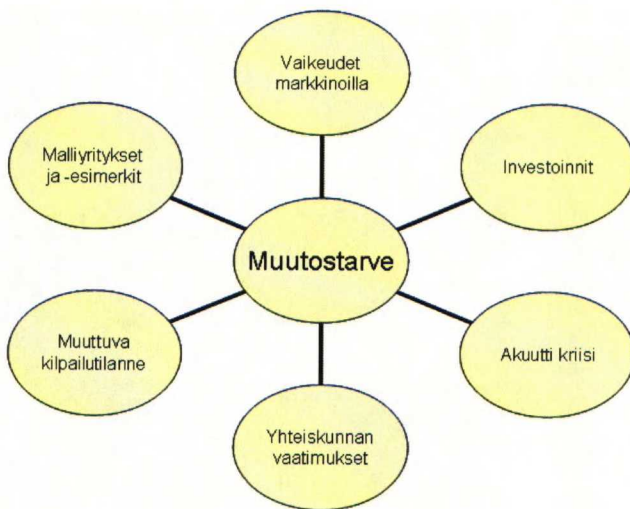 Vaikeudet
markkinoilla
Malliyritykset
ja -esimerkit
Investoinnit
Muutostarve
Muuttuva
kilpailutilanne
Akuutti kriisi
Yhteiskunnan
vaatimukset